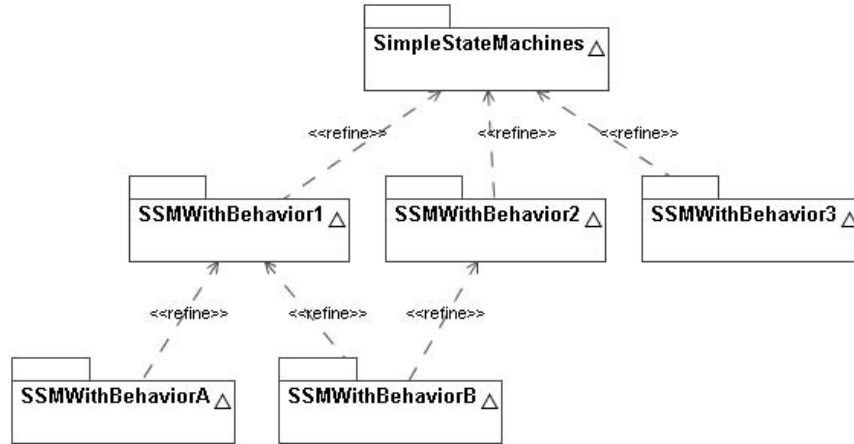 SimpleStateMachines
<<refine>>
<<refine>>
<<refine>>
SSMWithBehavior1
SSMWithBehavior2
SSMWithBehavior3
<<refine>>
<<refine>>
<<refine>>
SSMWithBehaviorA
SSMWithBehaviorB